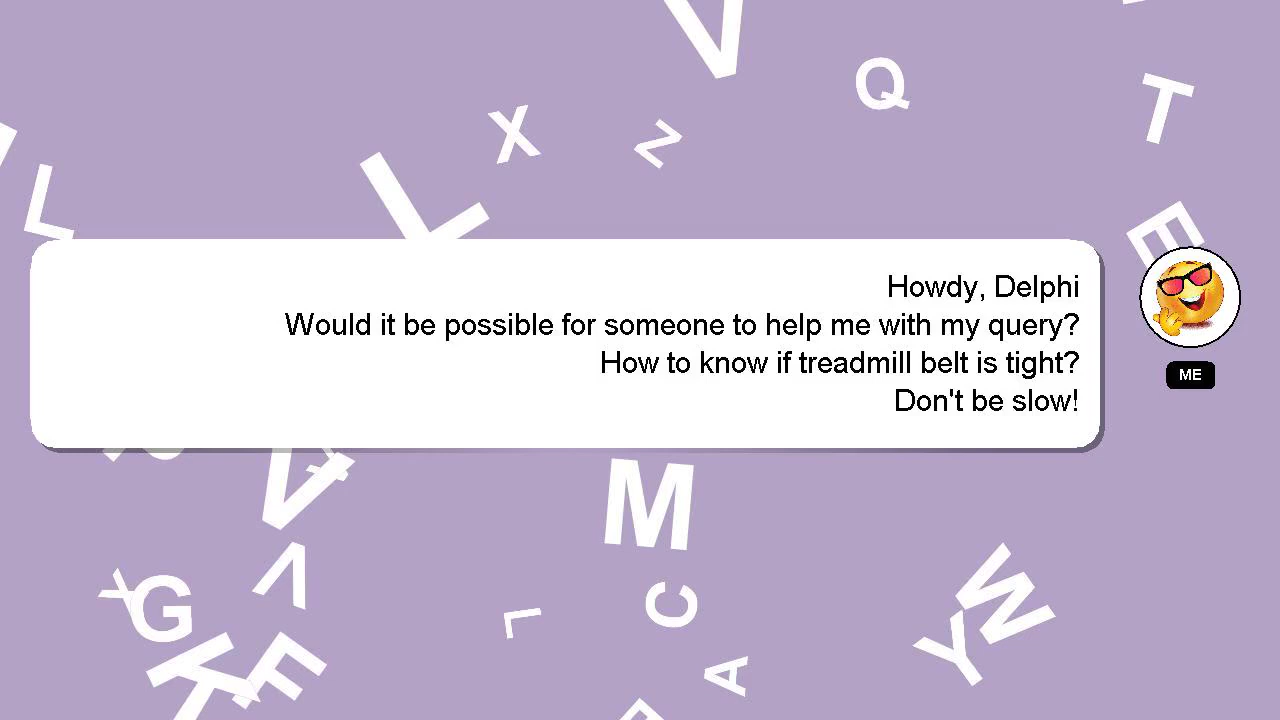 Howdy, Delphi
Would it be possible for someone to help me with my query?
How to know if treadmill belt is tight?
Don't be slow!
ME
V
Q
T
X
Z
L
L
E
V
M
V
X
G
C
L
W
Y
K
F
A